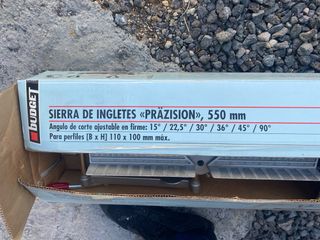 BUDGET
SIERRA DE INGLETES «PRÄZISION», 550 mm
Angulo de corte ajustable en firme: 15° / 22,5° / 30° / 36° / 45° / 90°
Para perfiles [B x H] 110 x 100 mm máx.